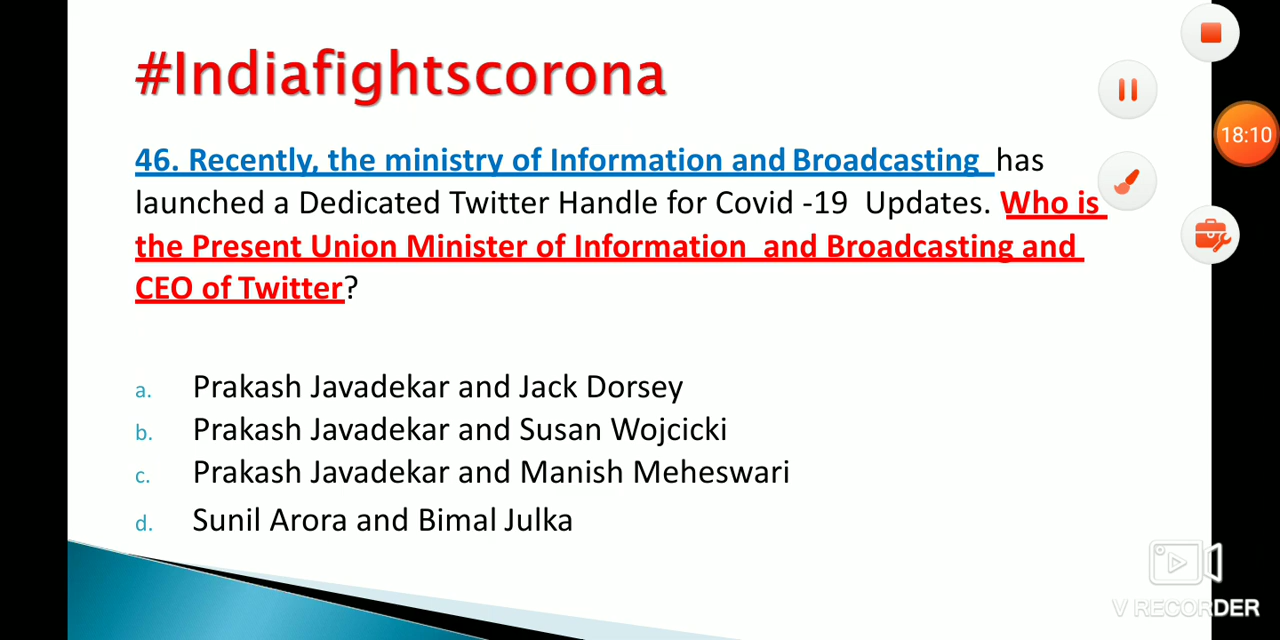 #Indiafightscorona
46. Recently, the ministry of Information and Broadcasting has
launched a Dedicated Twitter Handle for Covid -19 Updates. Who is
the Present Union Minister of Information and Broadcasting and
CEO of Twitter?
a. Prakash Javadekar and Jack Dorsey
b. Prakash Javadekar and Susan Wojcicki
c. Prakash Javadekar and Manish Meheswari
d. Sunil Arora and Bimal Julka
18:10
V RECORDER